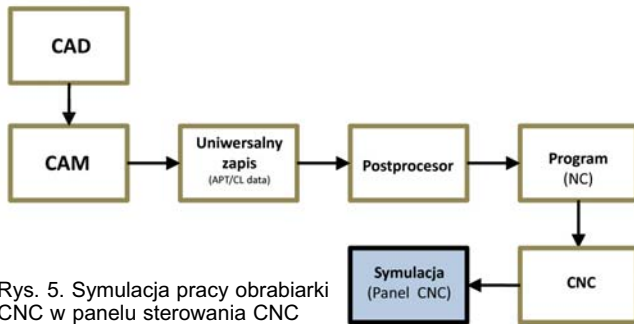 CAD
CAM
Uniwersalny
zapis
(APT/CL data)
Postprocesor
Program
(NC)
Symulacja
(Panel CNC)
CNC
Rys. 5. Symulacja pracy obrabiarki
CNC w panelu sterowania CNC